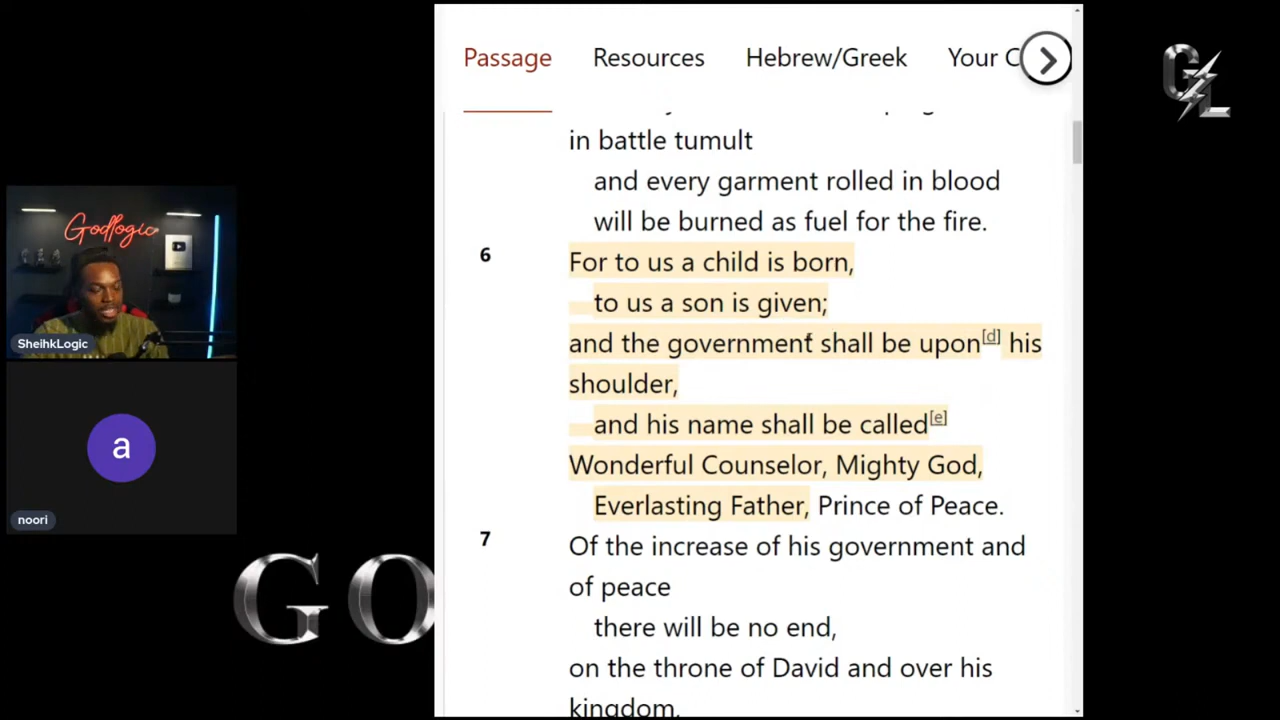 Passage Resources Hebrew/Greek Your C
in battle tumult
and every garment rolled in blood
will be burned as fuel for the fire.
6 For to us a child is born,
to us a son is given;
and the government shall be upon[d] his
shoulder,
and his name shall be called[e]
Wonderful Counselor, Mighty God,
Everlasting Father, Prince of Peace.
7 Of the increase of his government and
of peace
there will be no end,
on the throne of David and over his
kingdom,
Godlogic
SheihkLogic
a
noori
GO
GL